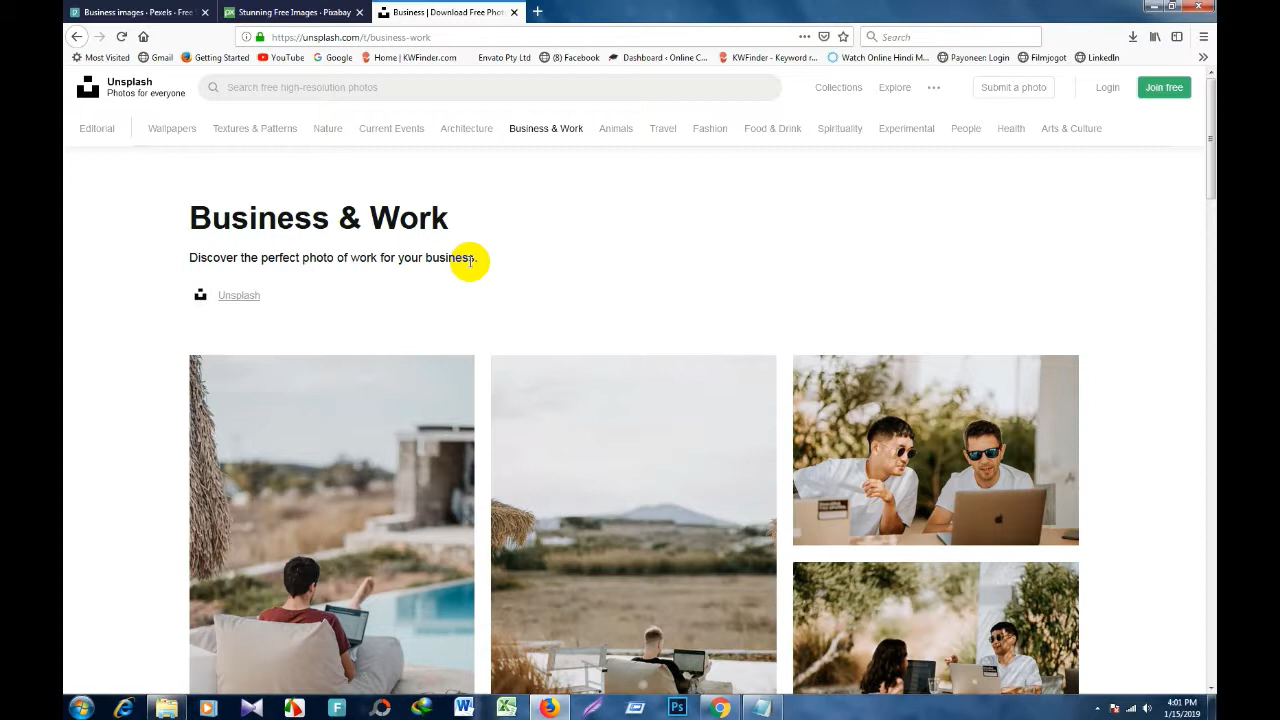 Business images - Pexels - Free
Stunning Free Images · Pixabay
Business | Download Free Phot
https://unsplash.com/t/business-work
Search
Most Visited
Gmail
Getting Started
YouTube
Google
Home | KWFinder.com
Envato Pty Ltd
(8) Facebook
Dashboard ‹ Online C...
KWFinder - Keyword r...
Watch Online Hindi M...
Payoneer Login
Filmjogot
LinkedIn
Unsplash
Photos for everyone
Search free high-resolution photos
Collections
Explore
Submit a photo
Login
Join free
Editorial
Wallpapers
Textures & Patterns
Nature
Current Events
Architecture
Business & Work
Animals
Travel
Fashion
Food & Drink
Spirituality
Experimental
People
Health
Arts & Culture
Business & Work
Discover the perfect photo of work for your business.
Unsplash
4:01 PM
1/15/2019